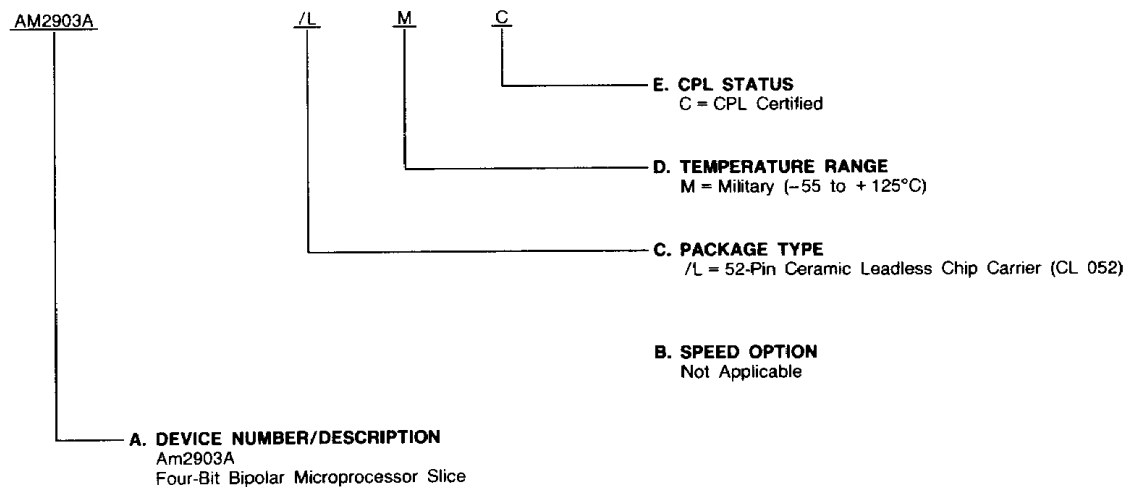 AM2903A /L M C
E. CPL STATUS
C = CPL Certified
D. TEMPERATURE RANGE
M = Military (–55 to +125°C)
C. PACKAGE TYPE
/L = 52-Pin Ceramic Leadless Chip Carrier (CL 052)
B. SPEED OPTION
Not Applicable
A. DEVICE NUMBER/DESCRIPTION
Am2903A
Four-Bit Bipolar Microprocessor Slice